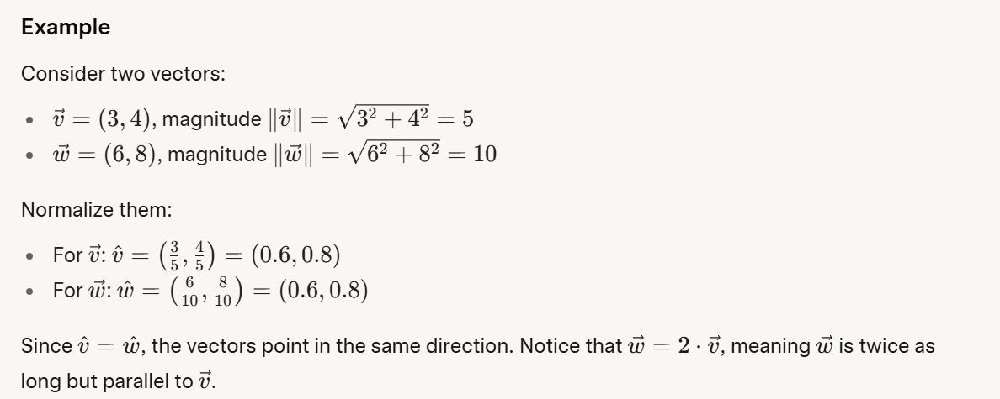 Example
Consider two vectors:
• $\vec{v} = (3, 4)$, magnitude $\|\vec{v}\| = \sqrt{3^2 + 4^2} = 5$
• $\vec{w} = (6, 8)$, magnitude $\|\vec{w}\| = \sqrt{6^2 + 8^2} = 10$
Normalize them:
• For $\vec{v}$: $\hat{v} = \left(\frac{3}{5}, \frac{4}{5}\right) = (0.6, 0.8)$
• For $\vec{w}$: $\hat{w} = \left(\frac{6}{10}, \frac{8}{10}\right) = (0.6, 0.8)$
Since $\hat{v} = \hat{w}$, the vectors point in the same direction. Notice that $\vec{w} = 2 \cdot \vec{v}$, meaning $\vec{w}$ is twice as
long but parallel to $\vec{v}$.